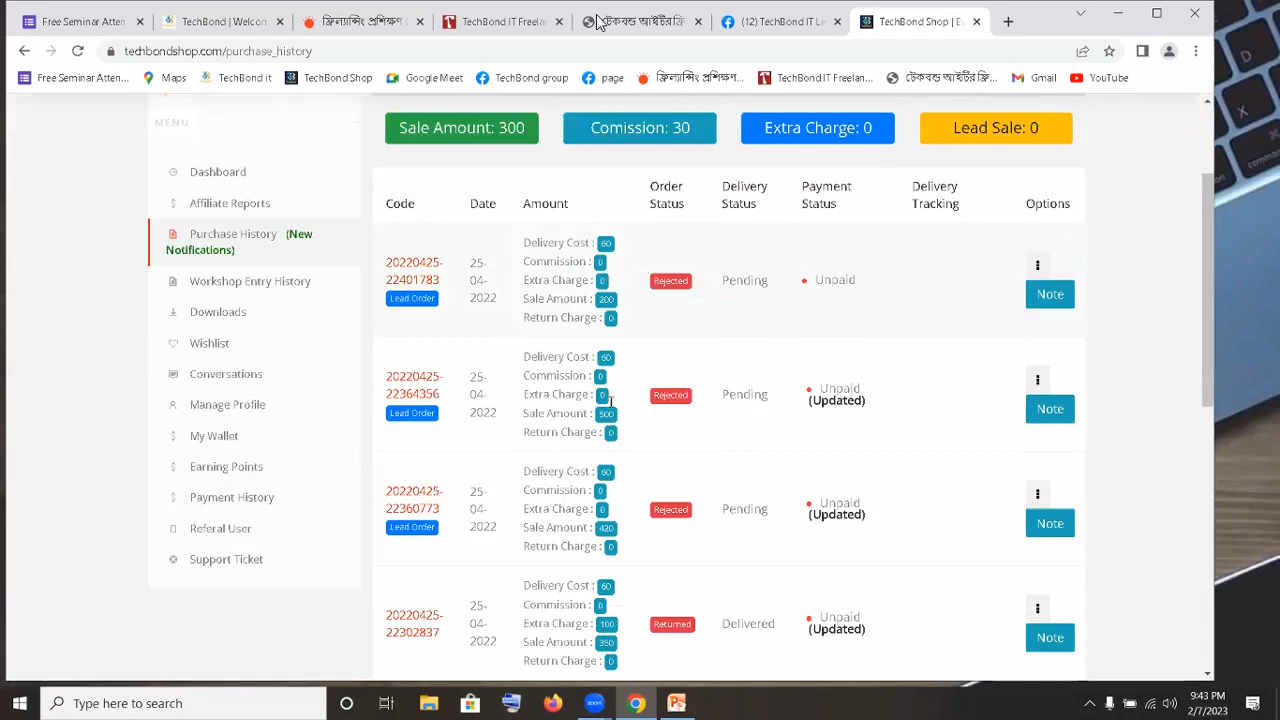 Free Seminar Atten
TechBond | Welcon
ফ্রিল্যান্সিং প্রশিক্ষণ
TechBond IT Freela
টেকবন্ড আইটির ফ্রি
(12) TechBond IT Li
TechBond Shop | E
techbondshop.com/purchase_history
Free Seminar Atten...
Maps
TechBond it
TechBond Shop
Google Meet
TechBond group
page
ফ্রিল্যান্সিং প্রশিক্ষণ...
TechBond IT Freelan...
টেকবন্ড আইটির ফ্রি...
Gmail
YouTube
MENU
Dashboard
Affiliate Reports
Purchase History (New
Notifications)
Workshop Entry History
Downloads
Wishlist
Conversations
Manage Profile
My Wallet
Earning Points
Payment History
Referal User
Support Ticket
Sale Amount: 300
Comission: 30
Extra Charge: 0
Lead Sale: 0
Code
Date
Amount
Order
Status
Delivery
Status
Payment
Status
Delivery
Tracking
Options
20220425-
22401783
Lead Order
25-
04-
2022
Delivery Cost : 60
Commission : 0
Extra Charge : 0
Sale Amount : 200
Return Charge : 0
Rejected
Pending
Unpaid
Note
20220425-
22364356
Lead Order
25-
04-
2022
Delivery Cost : 60
Commission : 0
Extra Charge : 0
Sale Amount : 500
Return Charge : 0
Rejected
Pending
Unpaid
(Updated)
Note
20220425-
22360773
Lead Order
25-
04-
2022
Delivery Cost : 60
Commission : 0
Extra Charge : 0
Sale Amount : 420
Return Charge : 0
Rejected
Pending
Unpaid
(Updated)
Note
20220425-
22302837
25-
04-
2022
Delivery Cost : 60
Commission : 0
Extra Charge : 100
Sale Amount : 350
Return Charge : 0
Returned
Delivered
Unpaid
(Updated)
Note
Type here to search
zoom
9:43 PM
2/7/2023